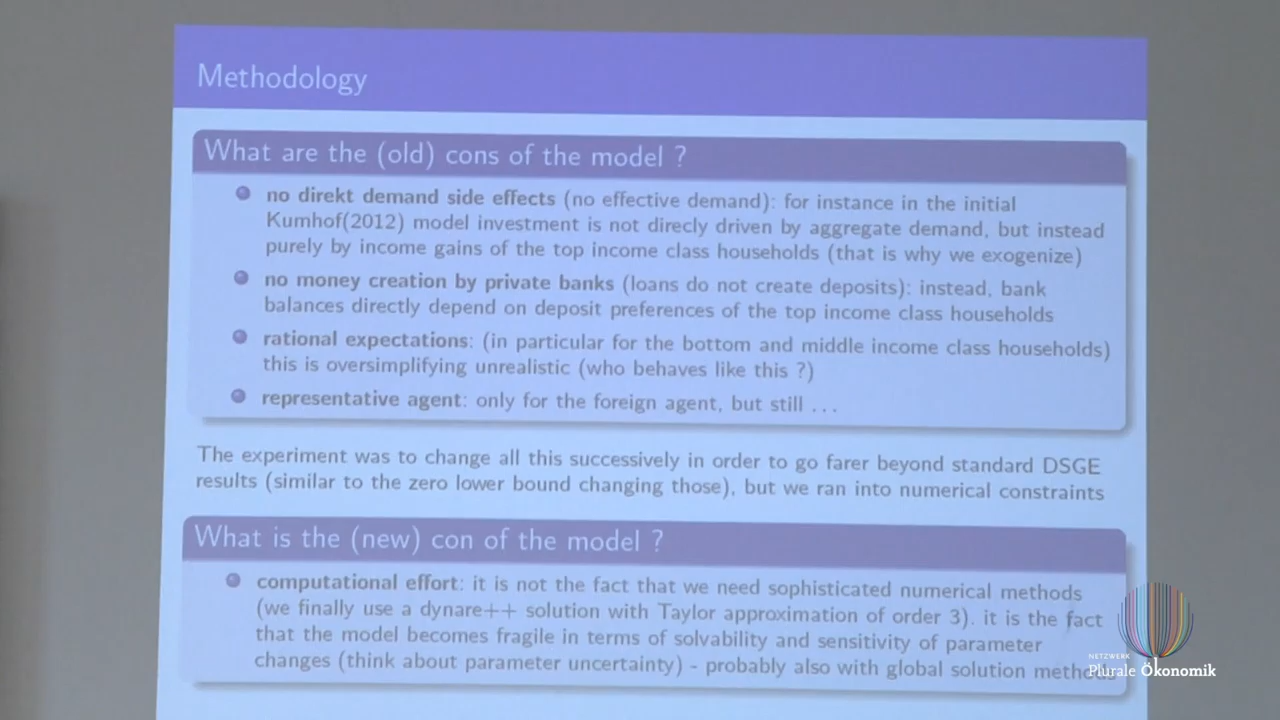 Methodology
What are the (old) cons of the model ?
no direkt demand side effects (no effective demand): for instance in the initial
Kumhof(2012) model investment is not direcly driven by aggregate demand, but instead
purely by income gains of the top income class households (that is why we exogenize)
no money creation by private banks (loans do not create deposits): instead, bank
balances directly depend on deposit preferences of the top income class households
rational expectations: (in particular for the bottom and middle income class households)
this is oversimplifying unrealistic (who behaves like this ?)
representative agent: only for the foreign agent, but still ...
The experiment was to change all this successively in order to go farer beyond standard DSGE
results (similar to the zero lower bound changing those), but we ran into numerical constraints
What is the (new) con of the model ?
computational effort: it is not the fact that we need sophisticated numerical methods
(we finally use a dynare++ solution with Taylor approximation of order 3). it is the fact
that the model becomes fragile in terms of solvability and sensitivity of parameter
changes (think about parameter uncertainty) - probably also with global solution methods
NETZWERK
Plurale Ökonomik